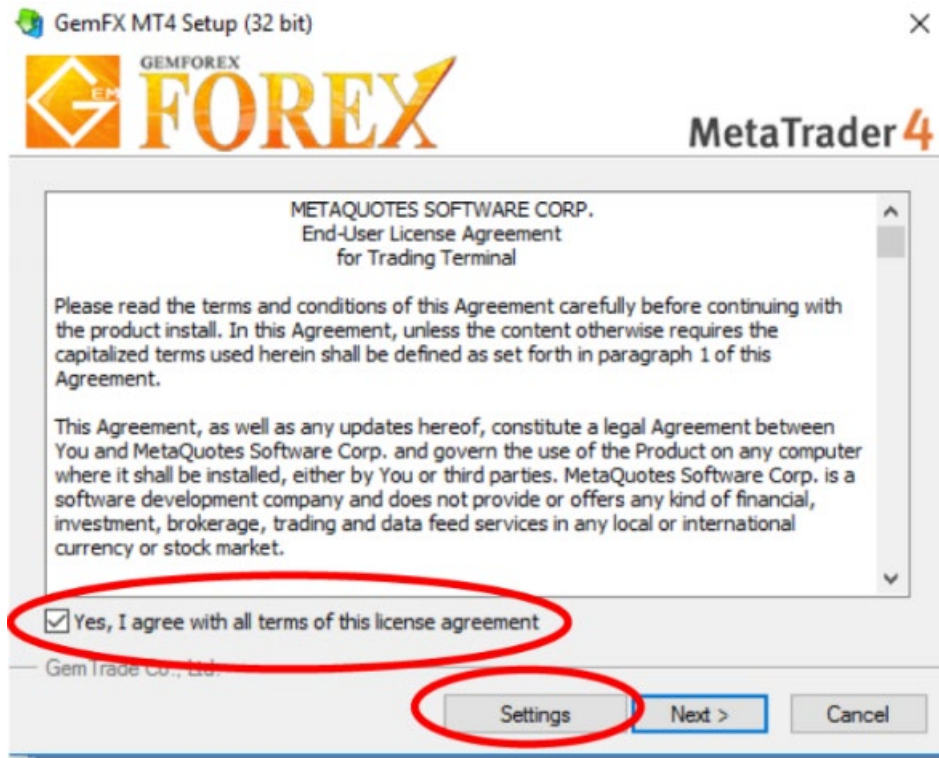 GemFX MT4 Setup (32 bit)
GEMFOREX
GEM FOREX
MetaTrader 4
METAQUOTES SOFTWARE CORP.
End-User License Agreement
for Trading Terminal
Please read the terms and conditions of this Agreement carefully before continuing with
the product install. In this Agreement, unless the content otherwise requires the
capitalized terms used herein shall be defined as set forth in paragraph 1 of this
Agreement.
This Agreement, as well as any updates hereof, constitute a legal Agreement between
You and MetaQuotes Software Corp. and govern the use of the Product on any computer
where it shall be installed, either by You or third parties. MetaQuotes Software Corp. is a
software development company and does not provide or offers any kind of financial,
investment, brokerage, trading and data feed services in any local or international
currency or stock market.
Yes, I agree with all terms of this license agreement
Gem Trade Co., Ltd.
Settings
Next >
Cancel